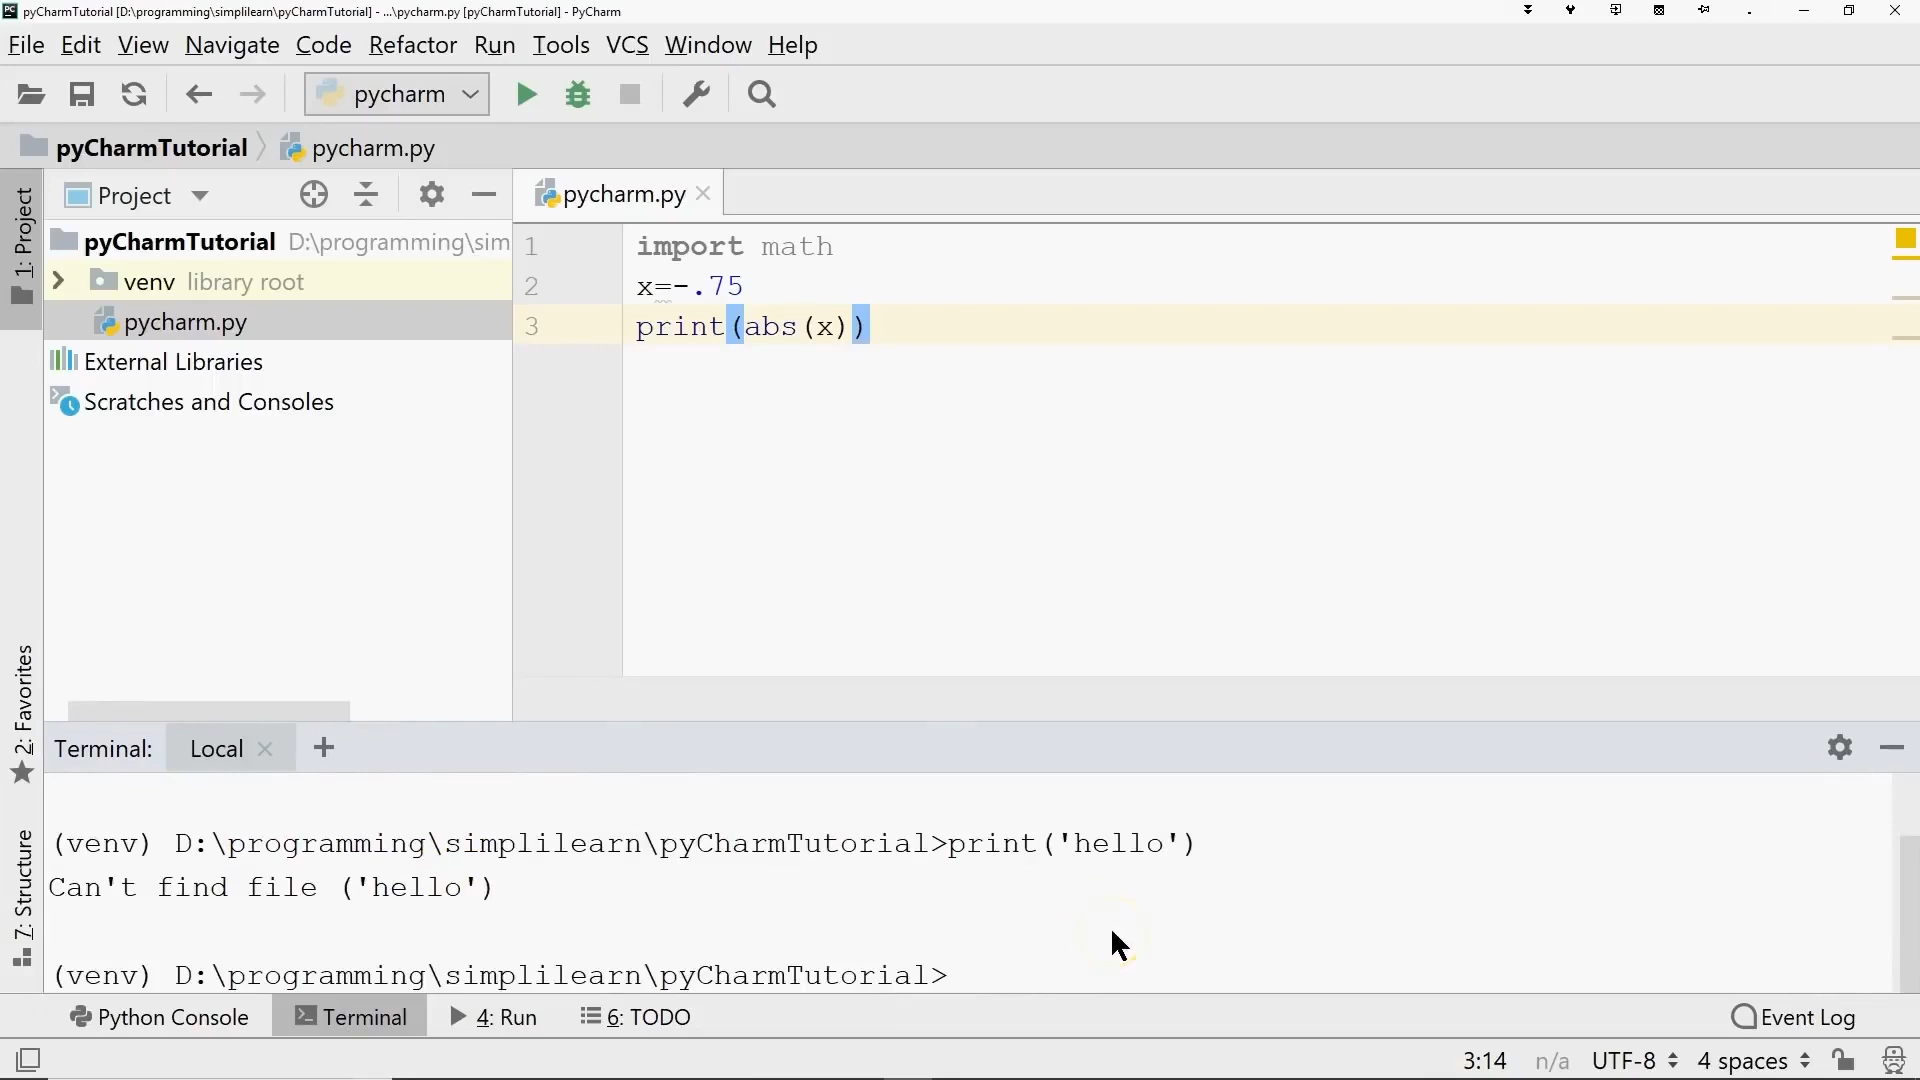 pyCharmTutorial [D:\programming\simplilearn\pyCharmTutorial] - ...\pycharm.py [pyCharmTutorial] - PyCharm
File Edit View Navigate Code Refactor Run Tools VCS Window Help
pycharm
pyCharmTutorial pycharm.py
1: Project
Project
pycharm.py
pyCharmTutorial D:\programming\sim
venv library root
pycharm.py
External Libraries
Scratches and Consoles
1 import math
2 x=-.75
3 print(abs(x))
2: Favorites
7: Structure
Terminal: Local
(venv) D:\programming\simplilearn\pyCharmTutorial>print('hello')
Can't find file ('hello')
(venv) D:\programming\simplilearn\pyCharmTutorial>
Python Console Terminal 4: Run 6: TODO Event Log
3:14 n/a UTF-8 4 spaces